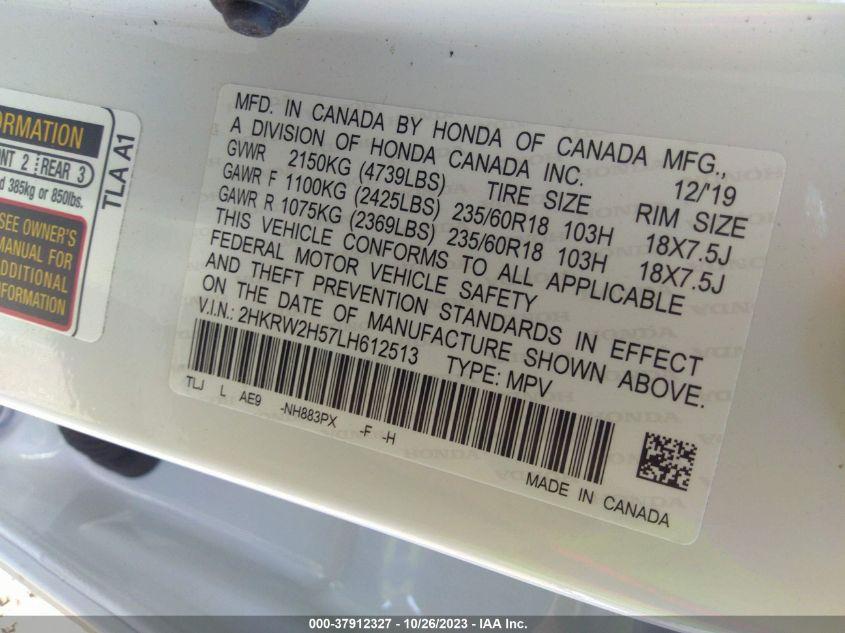 ORMATION
NT 2 REAR 3
d 385kg or 850lbs.
SEE OWNER'S
MANUAL FOR
ADDITIONAL
INFORMATION
TLA A1
MFD. IN CANADA BY HONDA OF CANADA MFG.,
A DIVISION OF HONDA CANADA INC. 12/'19
GVWR 2150KG (4739LBS) TIRE SIZE RIM SIZE
GAWR F 1100KG (2425LBS) 235/60R18 103H 18X7.5J
GAWR R 1075KG (2369LBS) 235/60R18 103H 18X7.5J
THIS VEHICLE CONFORMS TO ALL APPLICABLE
FEDERAL MOTOR VEHICLE SAFETY
AND THEFT PREVENTION STANDARDS IN EFFECT
ON THE DATE OF MANUFACTURE SHOWN ABOVE.
V.I.N.: 2HKRW2H57LH612513 TYPE: MPV
TLJ L AE9 -NH883PX -F -H
MADE IN CANADA
000-37912327 - 10/26/2023 - IAA Inc.